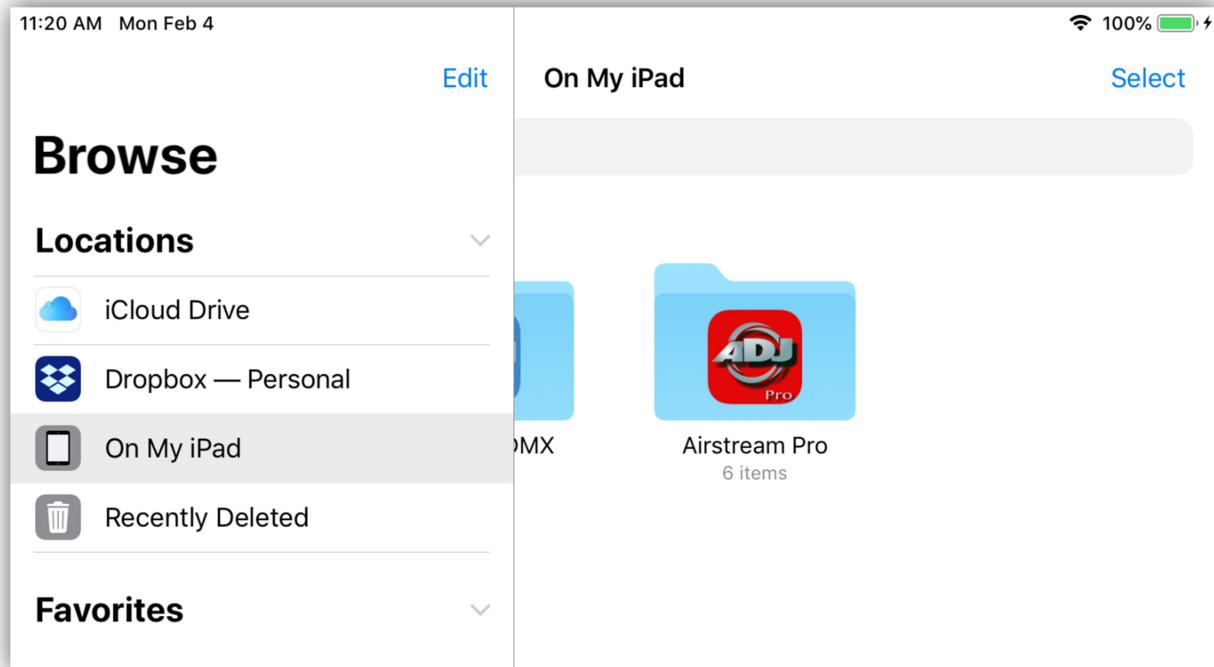 11:20 AM Mon Feb 4
100%
Edit
On My iPad
Select
Browse
Locations
iCloud Drive
Dropbox — Personal
On My iPad
Recently Deleted
Favorites
ADJ
Pro
DMX
Airstream Pro
6 items